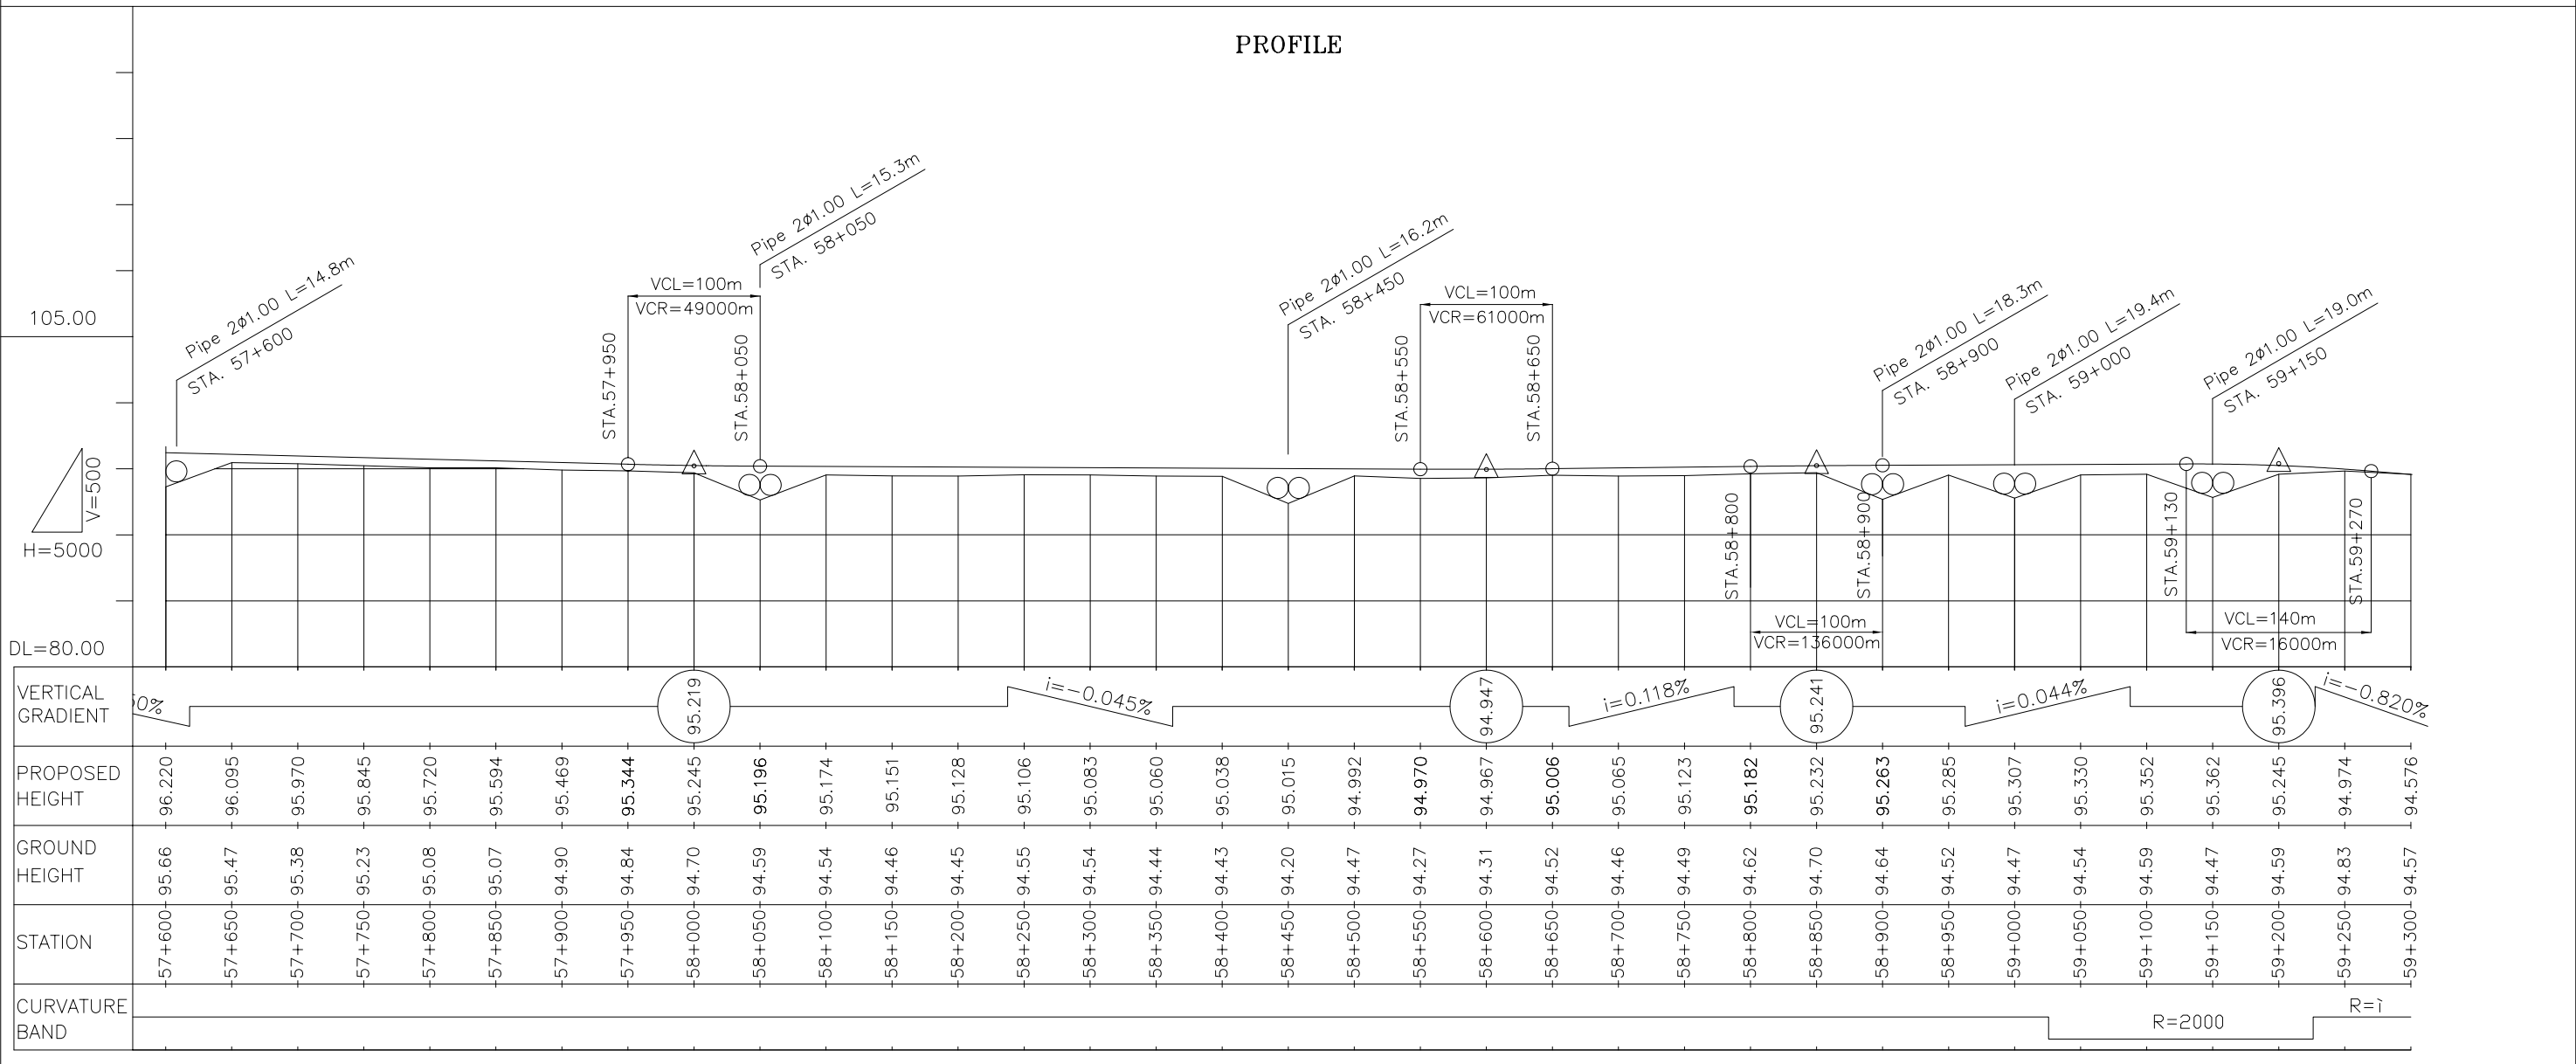 PROFILE
105.00
V=500
H=5000
DL=80.00
Pipe 2ø1.00 L=14.8m
STA. 57+600
STA.57+950
VCL=100m
VCR=49000m
STA.58+050
Pipe 2ø1.00 L=15.3m
STA. 58+050
Pipe 2ø1.00 L=16.2m
STA. 58+450
STA.58+550
VCL=100m
VCR=61000m
STA.58+650
STA.58+800
VCL=100m
VCR=136000m
STA.58+900
Pipe 2ø1.00 L=18.3m
STA. 58+900
Pipe 2ø1.00 L=19.4m
STA. 59+000
Pipe 2ø1.00 L=19.0m
STA. 59+150
STA.59+130
VCL=140m
VCR=16000m
STA.59+270
VERTICAL
GRADIENT
50%
95.219
i=-0.045%
94.947
i=0.118%
95.241
i=0.044%
95.396
i=-0.820%
PROPOSED
HEIGHT
96.220
96.095
95.970
95.845
95.720
95.594
95.469
95.344
95.245
95.196
95.174
95.151
95.128
95.106
95.083
95.060
95.038
95.015
94.992
94.970
94.967
95.006
95.065
95.123
95.182
95.232
95.263
95.285
95.307
95.330
95.352
95.362
95.245
94.974
94.576
GROUND
HEIGHT
95.66
95.47
95.38
95.23
95.08
95.07
94.90
94.84
94.70
94.59
94.54
94.46
94.45
94.55
94.54
94.44
94.43
94.20
94.47
94.27
94.31
94.52
94.46
94.49
94.62
94.70
94.64
94.52
94.47
94.54
94.59
94.47
94.59
94.83
94.57
STATION
57+600
57+650
57+700
57+750
57+800
57+850
57+900
57+950
58+000
58+050
58+100
58+150
58+200
58+250
58+300
58+350
58+400
58+450
58+500
58+550
58+600
58+650
58+700
58+750
58+800
58+850
58+900
58+950
59+000
59+050
59+100
59+150
59+200
59+250
59+300
CURVATURE
BAND
R=2000
R=ì